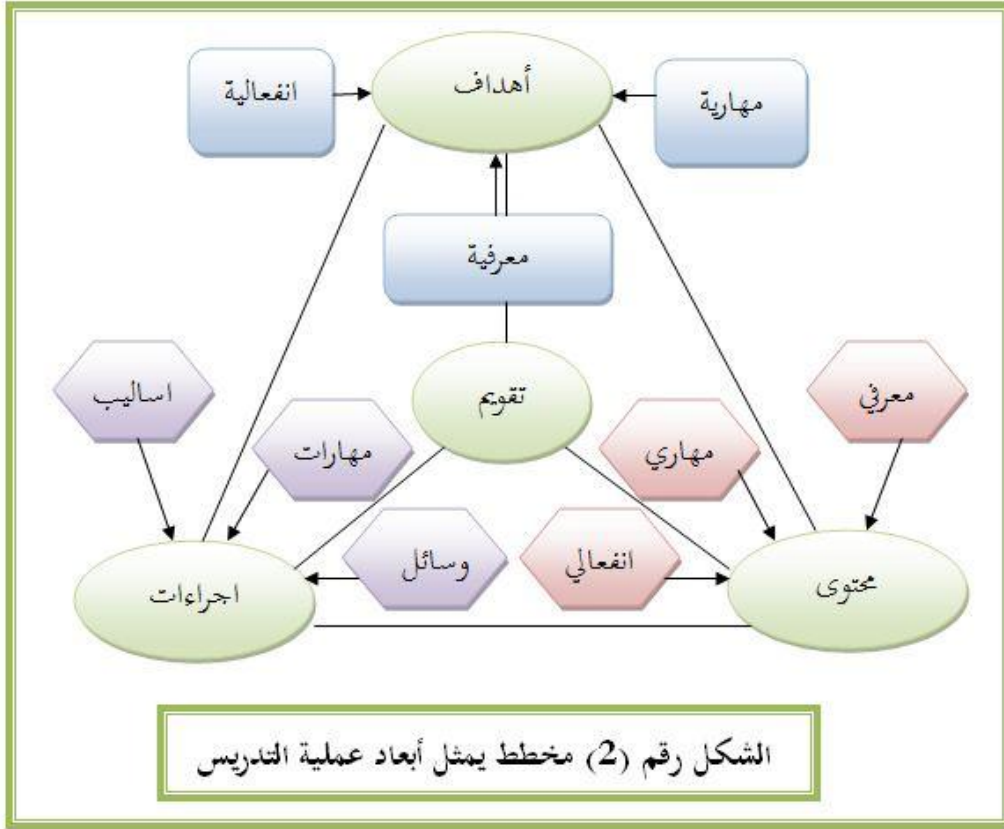 أهداف
انفعالية
مهارية
معرفية
تقويم
معرفي
مهارات
اساليب
مهاري
انفعالي
وسائل
محتوى
اجراءات
الشكل رقم (2) مخطط يمثل أبعاد عملية التدريس